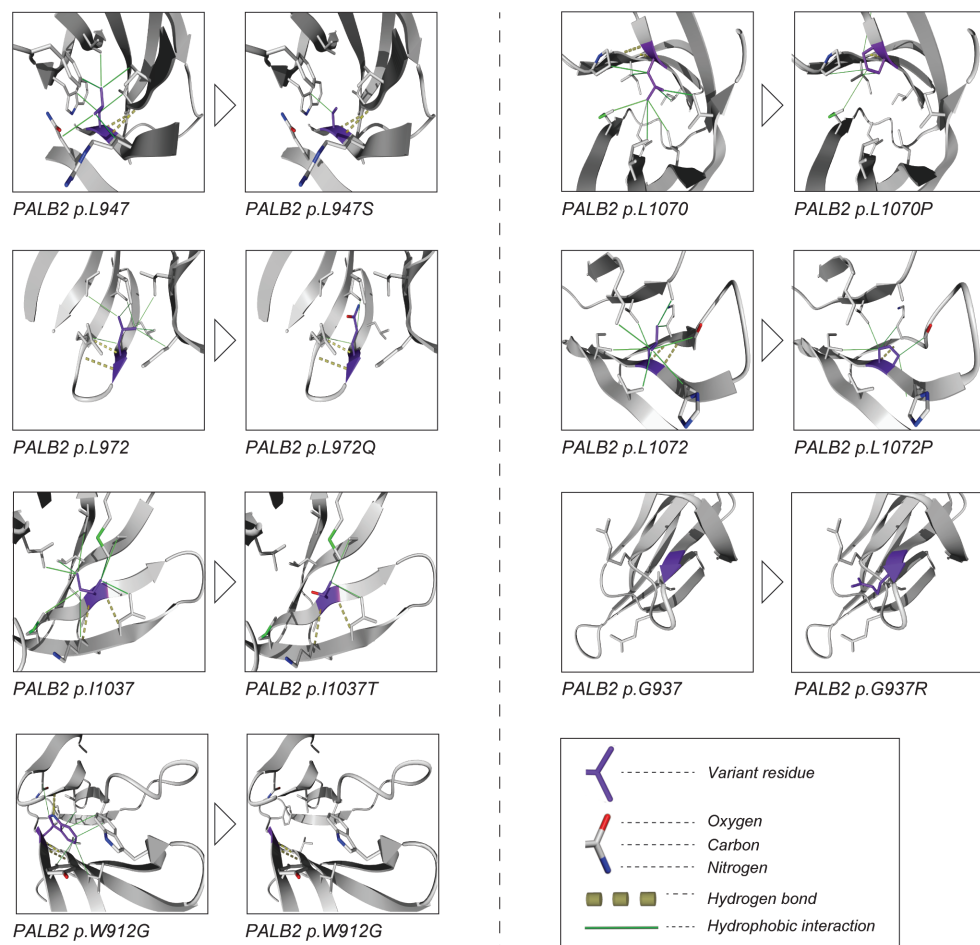 PALB2 p.L947
PALB2 p.L947S
PALB2 p.L1070
PALB2 p.L1070P
PALB2 p.L972
PALB2 p.L972Q
PALB2 p.L1072
PALB2 p.L1072P
PALB2 p.I1037
PALB2 p.I1037T
PALB2 p.G937
PALB2 p.G937R
PALB2 p.W912G
PALB2 p.W912G
Variant residue
Oxygen
Carbon
Nitrogen
Hydrogen bond
Hydrophobic interaction